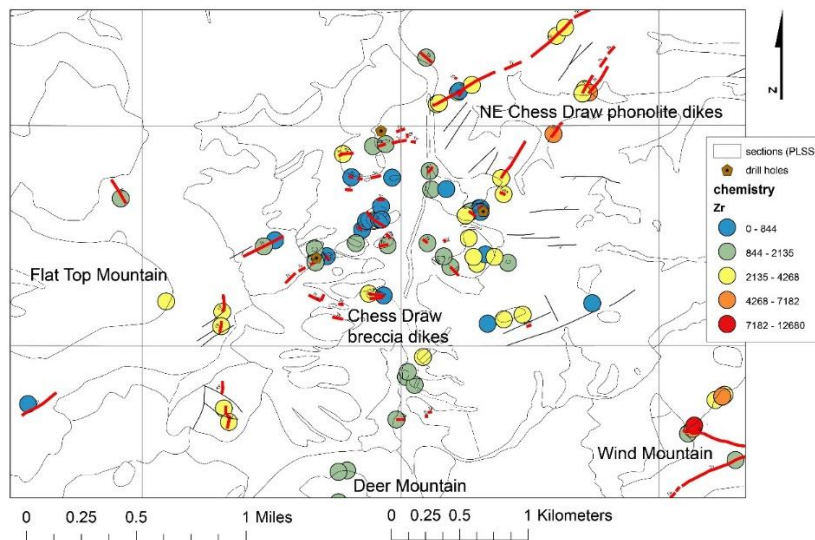 N
NE Chess Draw phonolite dikes
sections (PLSS
drill holes
chemistry
Zr
0 - 844
844 - 2135
2135 - 4268
4268 - 7182
7182 - 12680
Flat Top Mountain
Chess Draw
breccia dikes
Wind Mountain
Deer Mountain
0 0.25 0.5 1 Miles
0 0.25 0.5 1 Kilometers